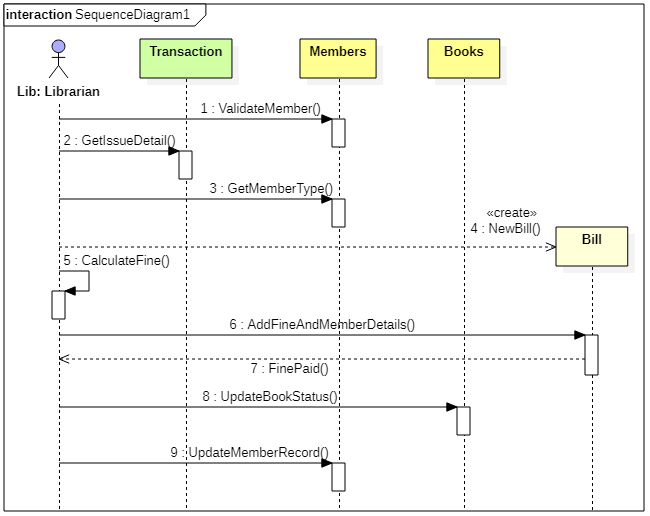 interaction SequenceDiagram1
Transaction
Members
Books
Lib: Librarian
1 : ValidateMember()
2 : GetIssueDetail()
3 : GetMemberType()
«create»
4 : NewBill()
Bill
5 : CalculateFine()
6 : AddFineAndMemberDetails()
7 : FinePaid()
8 : UpdateBookStatus()
9 : UpdateMemberRecord()